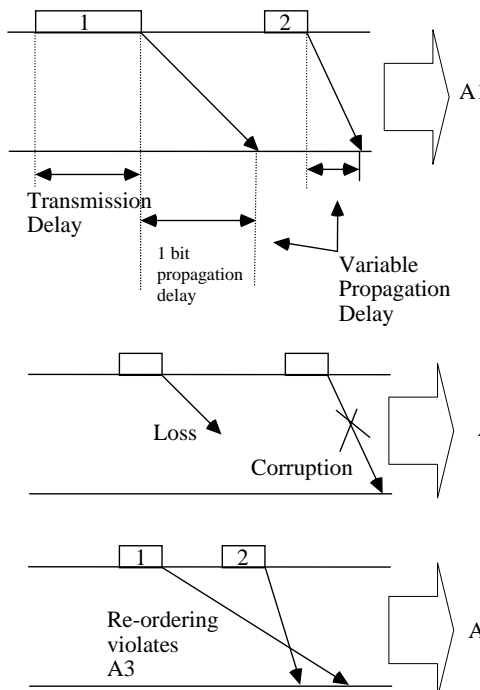 1
2
A1
Transmission
Delay
1 bit
propagation
delay
Variable
Propagation
Delay
Loss
Corruption
1
2
Re-ordering
violates
A3
A